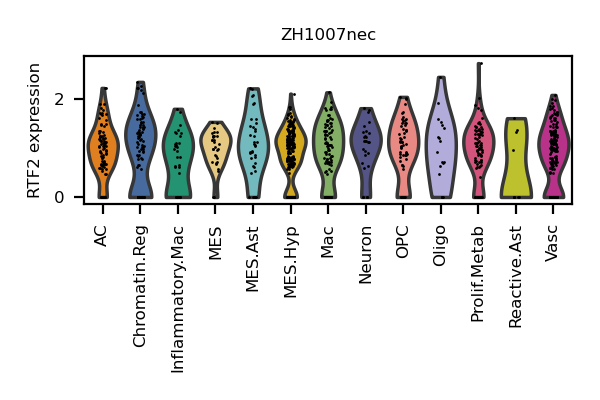 ZH1007nec
RTF2 expression
2
0
AC
Chromatin.Reg
Inflammatory.Mac
MES
MES.Ast
MES.Hyp
Mac
Neuron
OPC
Oligo
Prolif.Metab
Reactive.Ast
Vasc